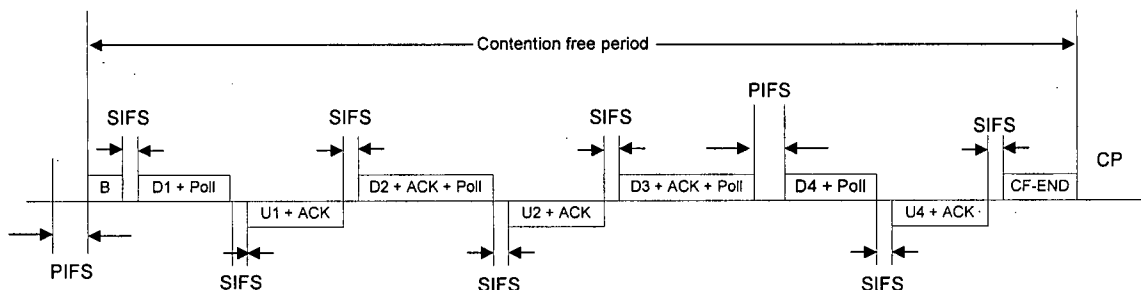 Contention free period
PIFS
SIFS
SIFS
SIFS
SIFS
CP
B
D1 + Poll
D2 + ACK + Poll
D3 + ACK + Poll
D4 + Poll
CF-END
U1 + ACK
U2 + ACK
U4 + ACK
PIFS
SIFS
SIFS
SIFS